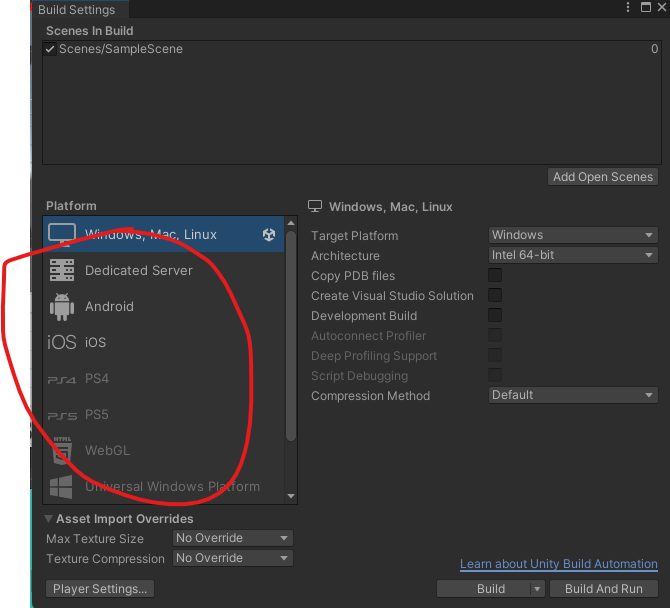 Build Settings
Scenes In Build
Scenes/SampleScene 0
Add Open Scenes
Platform
Windows, Mac, Linux
Dedicated Server
Android
iOS iOS
PS4 PS4
PS5 PS5
HTML WebGL
Universal Windows Platform
Windows, Mac, Linux
Target Platform Windows
Architecture Intel 64-bit
Copy PDB files
Create Visual Studio Solution
Development Build
Autoconnect Profiler
Deep Profiling Support
Script Debugging
Compression Method Default
Asset Import Overrides
Max Texture Size No Override
Texture Compression No Override
Learn about Unity Build Automation
Player Settings...
Build
Build And Run